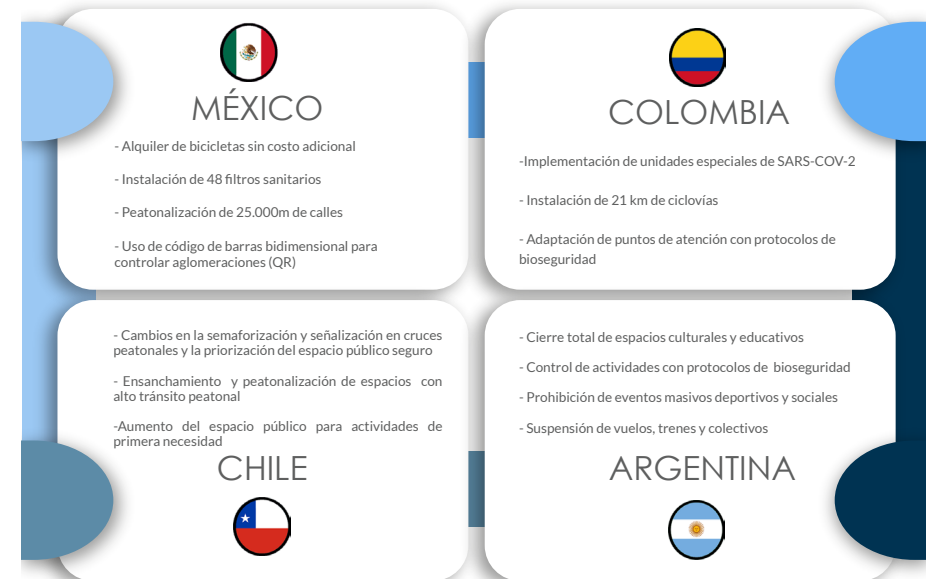 MÉXICO
- Alquiler de bicicletas sin costo adicional
- Instalación de 48 filtros sanitarios
- Peatonalización de 25.000m de calles
- Uso de código de barras bidimensional para
controlar aglomeraciones (QR)
COLOMBIA
-Implementación de unidades especiales de SARS-COV-2
- Instalación de 21 km de ciclovías
- Adaptación de puntos de atención con protocolos de
bioseguridad
- Cambios en la semaforización y señalización en cruces
peatonales y la priorización del espacio público seguro
- Ensanchamiento y peatonalización de espacios con
alto tránsito peatonal
-Aumento del espacio público para actividades de
primera necesidad
CHILE
- Cierre total de espacios culturales y educativos
- Control de actividades con protocolos de bioseguridad
- Prohibición de eventos masivos deportivos y sociales
- Suspensión de vuelos, trenes y colectivos
ARGENTINA